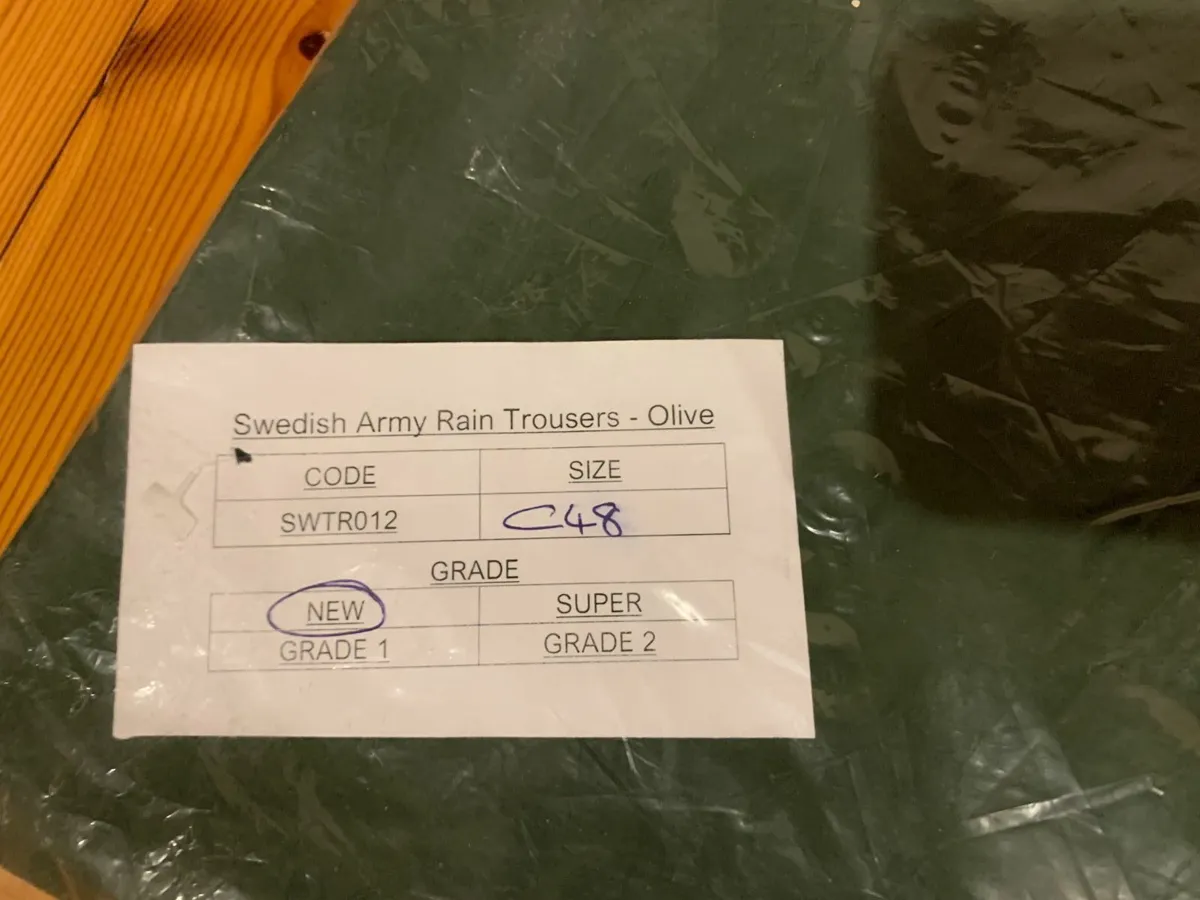 Swedish Army Rain Trousers - Olive
CODE SIZE
SWTR012 C48
GRADE
NEW SUPER
GRADE 1 GRADE 2